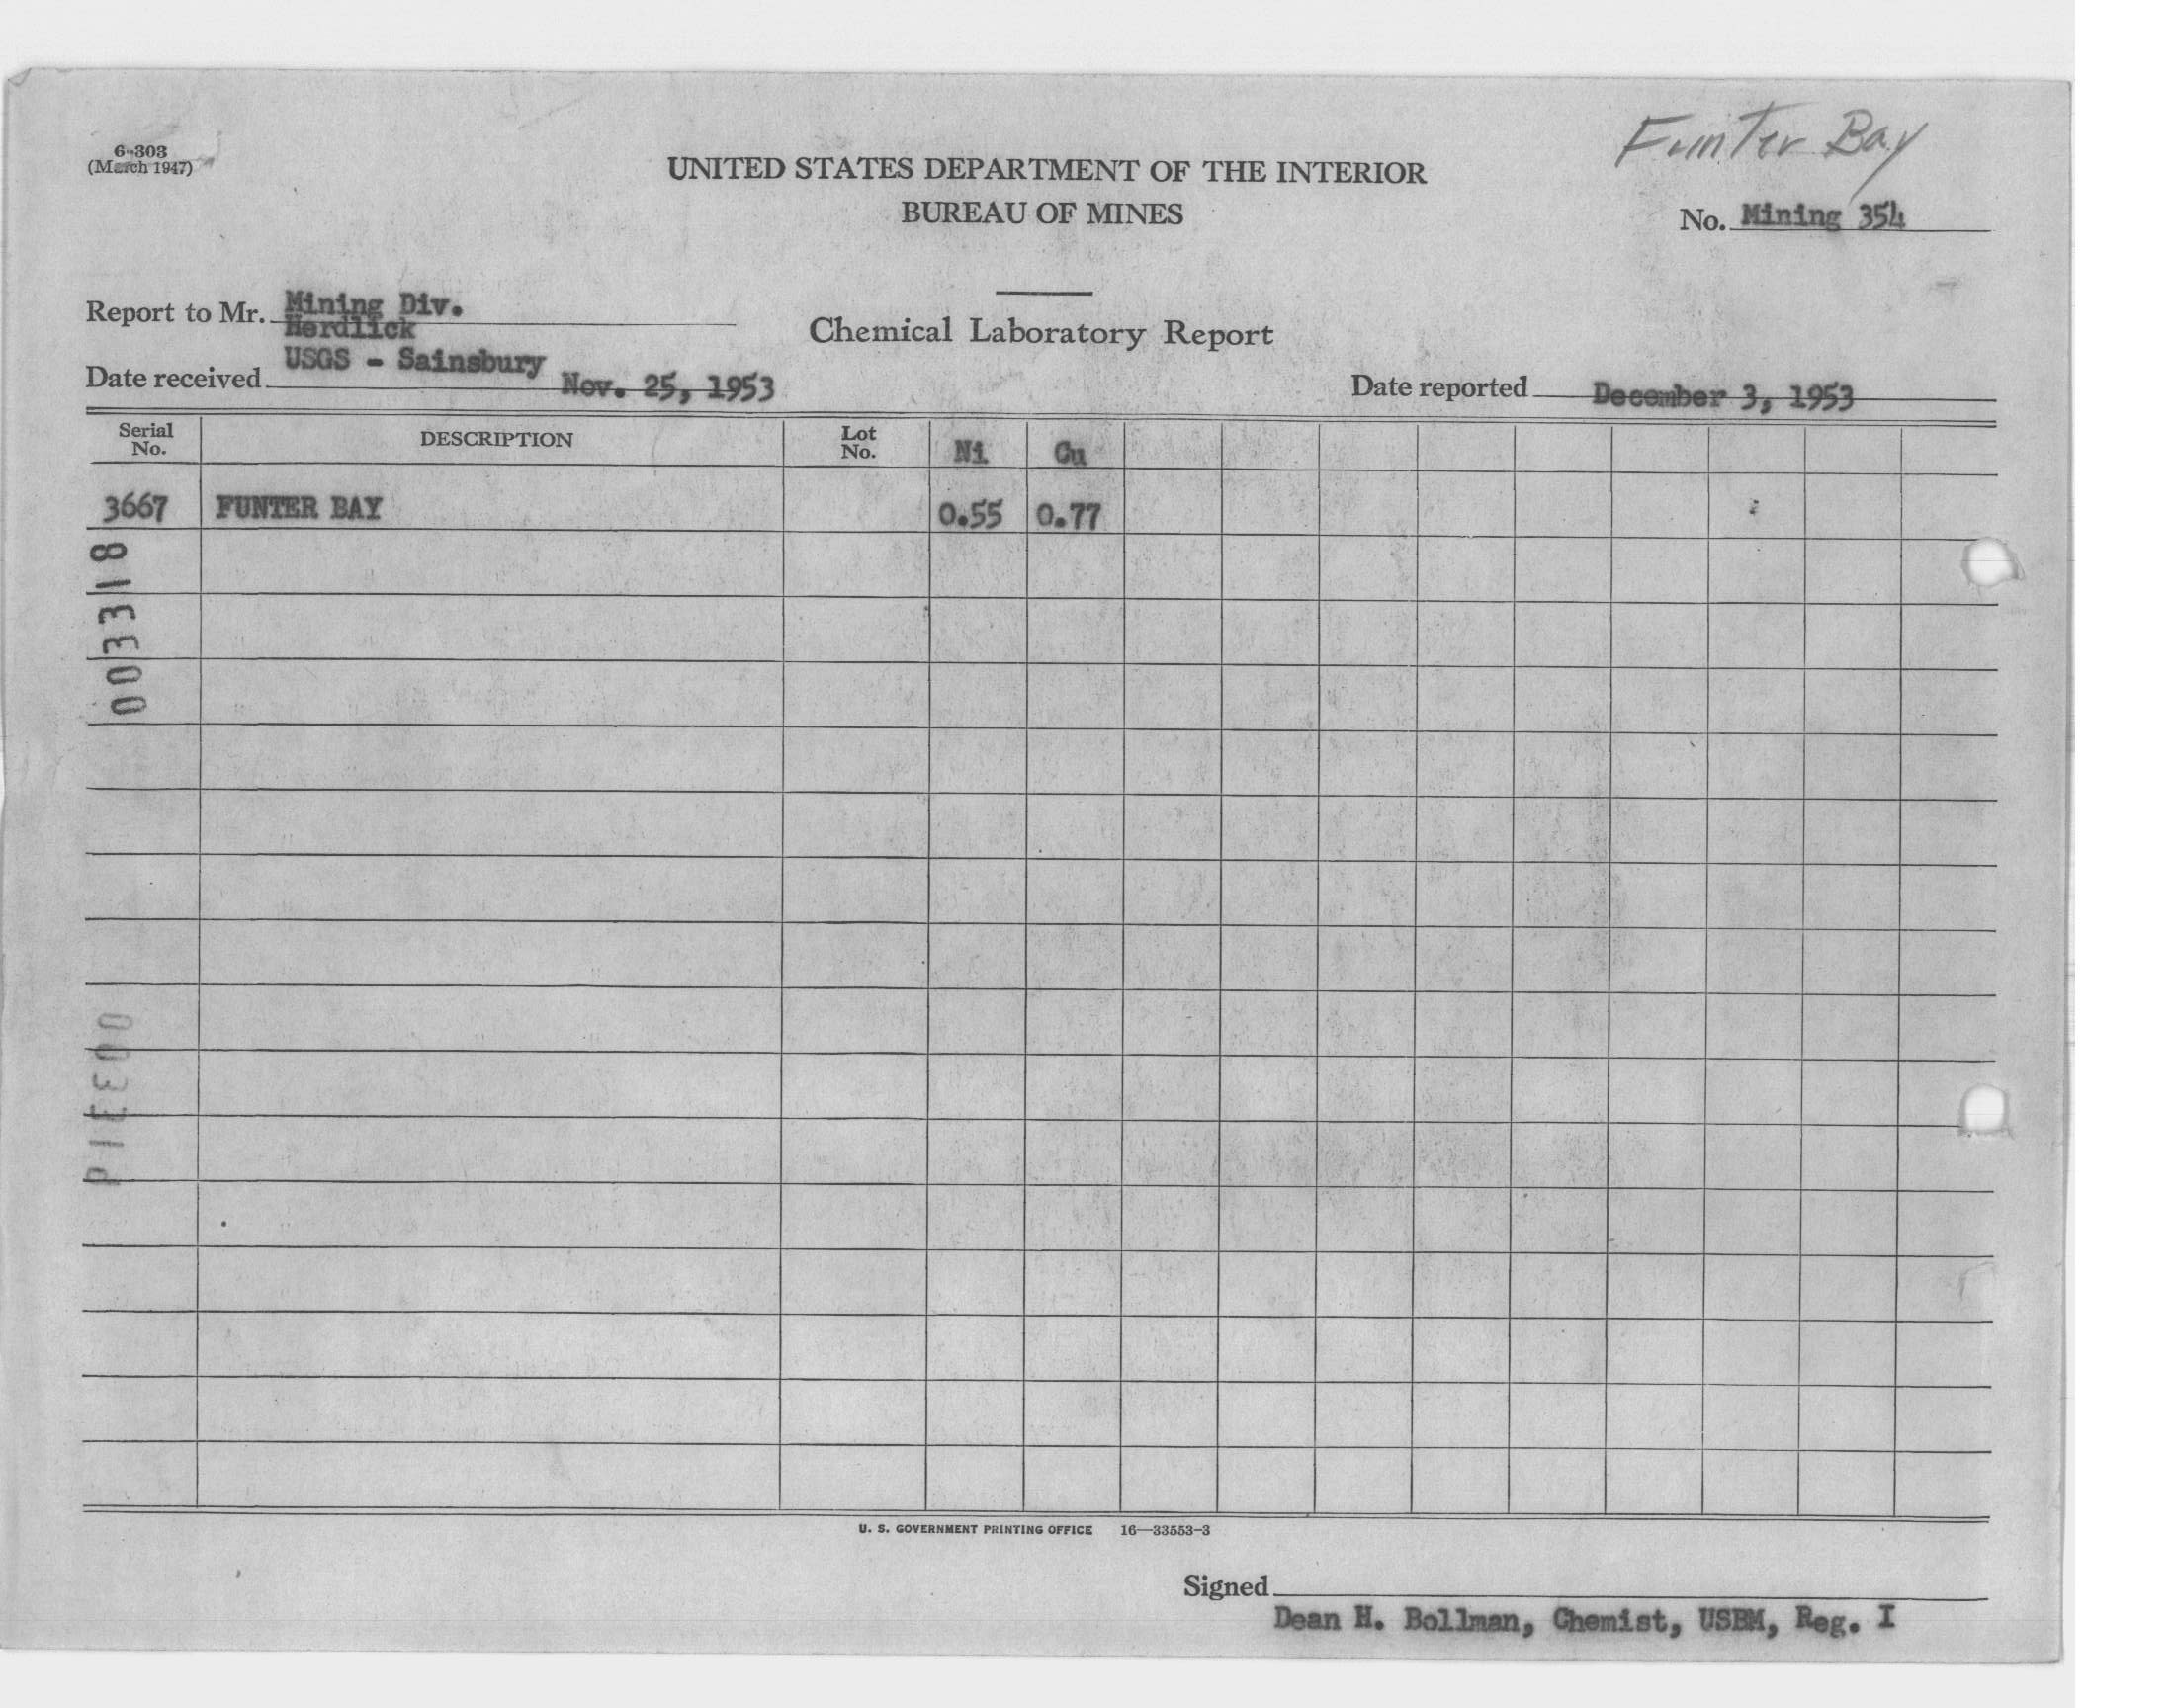 6-303
(March 1947)
Funter Bay
UNITED STATES DEPARTMENT OF THE INTERIOR
BUREAU OF MINES
No. Mining 354
Report to Mr. Mining Div.
Herdlick
USGS - Sainsbury
Chemical Laboratory Report
Date received Nov. 25, 1953
Date reported December 3, 1953
Serial No. DESCRIPTION Lot No. Ni Cu
3667 FUNTER BAY 0.55 0.77
003318
U. S. GOVERNMENT PRINTING OFFICE 16—33553-3
Signed
Dean H. Bollman, Chemist, USBM, Reg. I